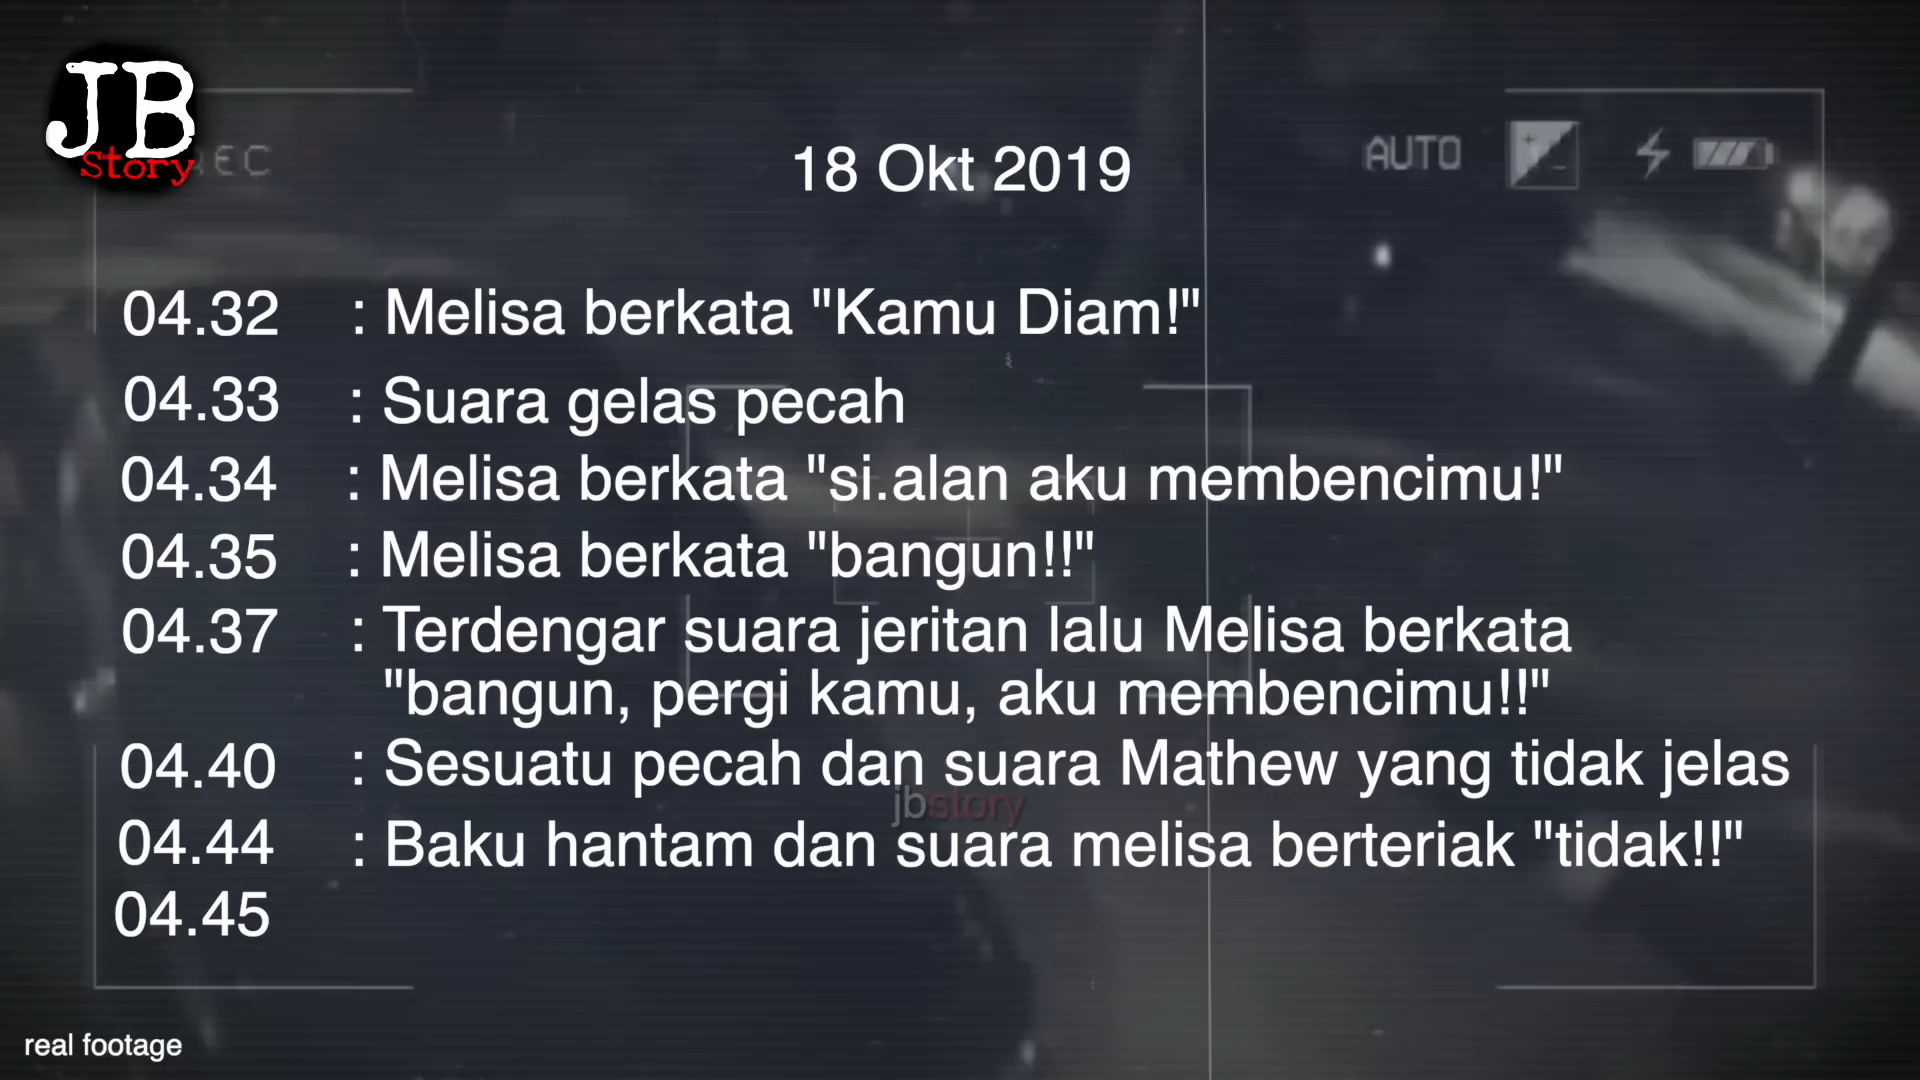 JB
Story
REC
18 Okt 2019
AUTO
04.32 : Melisa berkata "Kamu Diam!"
04.33 : Suara gelas pecah
04.34 : Melisa berkata "si.alan aku membencimu!"
04.35 : Melisa berkata "bangun!!"
04.37 : Terdengar suara jeritan lalu Melisa berkata
"bangun, pergi kamu, aku membencimu!!"
04.40 : Sesuatu pecah dan suara Mathew yang tidak jelas
jbstory
04.44 : Baku hantam dan suara melisa berteriak "tidak!!"
04.45
real footage